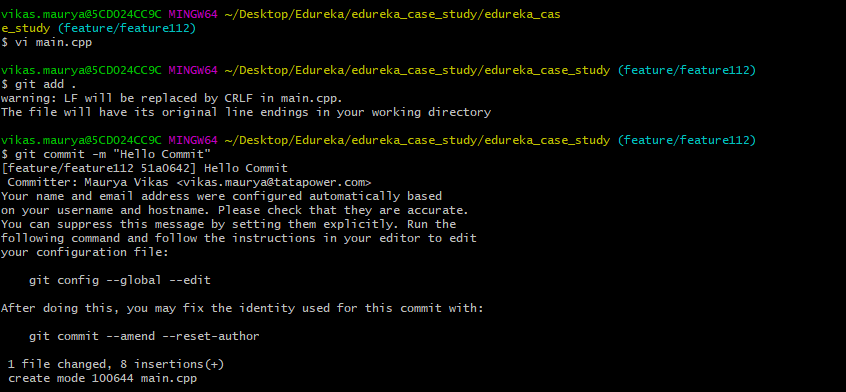 vikas.maurya@5CD024CC9C MINGW64 ~/Desktop/Edureka/edureka_case_study/edureka_cas
e_study (feature/feature112)
$ vi main.cpp
vikas.maurya@5CD024CC9C MINGW64 ~/Desktop/Edureka/edureka_case_study/edureka_case_study (feature/feature112)
$ git add .
warning: LF will be replaced by CRLF in main.cpp.
The file will have its original line endings in your working directory
vikas.maurya@5CD024CC9C MINGW64 ~/Desktop/Edureka/edureka_case_study/edureka_case_study (feature/feature112)
$ git commit -m "Hello Commit"
[feature/feature112 51a0642] Hello Commit
 Committer: Maurya Vikas <vikas.maurya@tatapower.com>
Your name and email address were configured automatically based
on your username and hostname. Please check that they are accurate.
You can suppress this message by setting them explicitly. Run the
following command and follow the instructions in your editor to edit
your configuration file:
    git config --global --edit
After doing this, you may fix the identity used for this commit with:
    git commit --amend --reset-author
 1 file changed, 8 insertions(+)
 create mode 100644 main.cpp